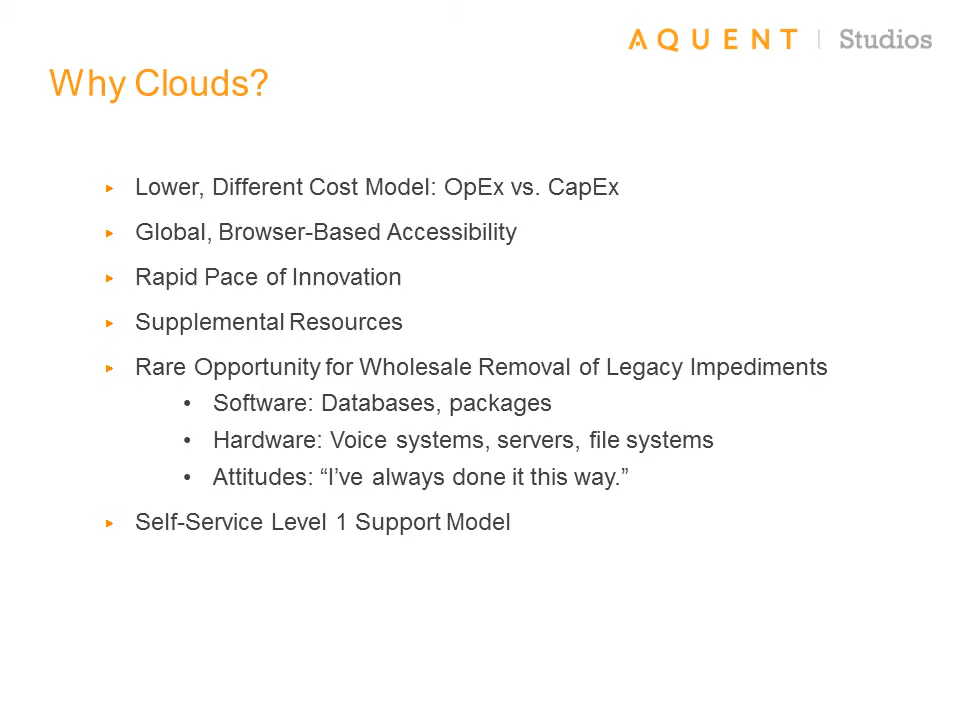 AQUENT | Studios
Why Clouds?
Lower, Different Cost Model: OpEx vs. CapEx
Global, Browser-Based Accessibility
Rapid Pace of Innovation
Supplemental Resources
Rare Opportunity for Wholesale Removal of Legacy Impediments
• Software: Databases, packages
• Hardware: Voice systems, servers, file systems
• Attitudes: “I’ve always done it this way.”
Self-Service Level 1 Support Model